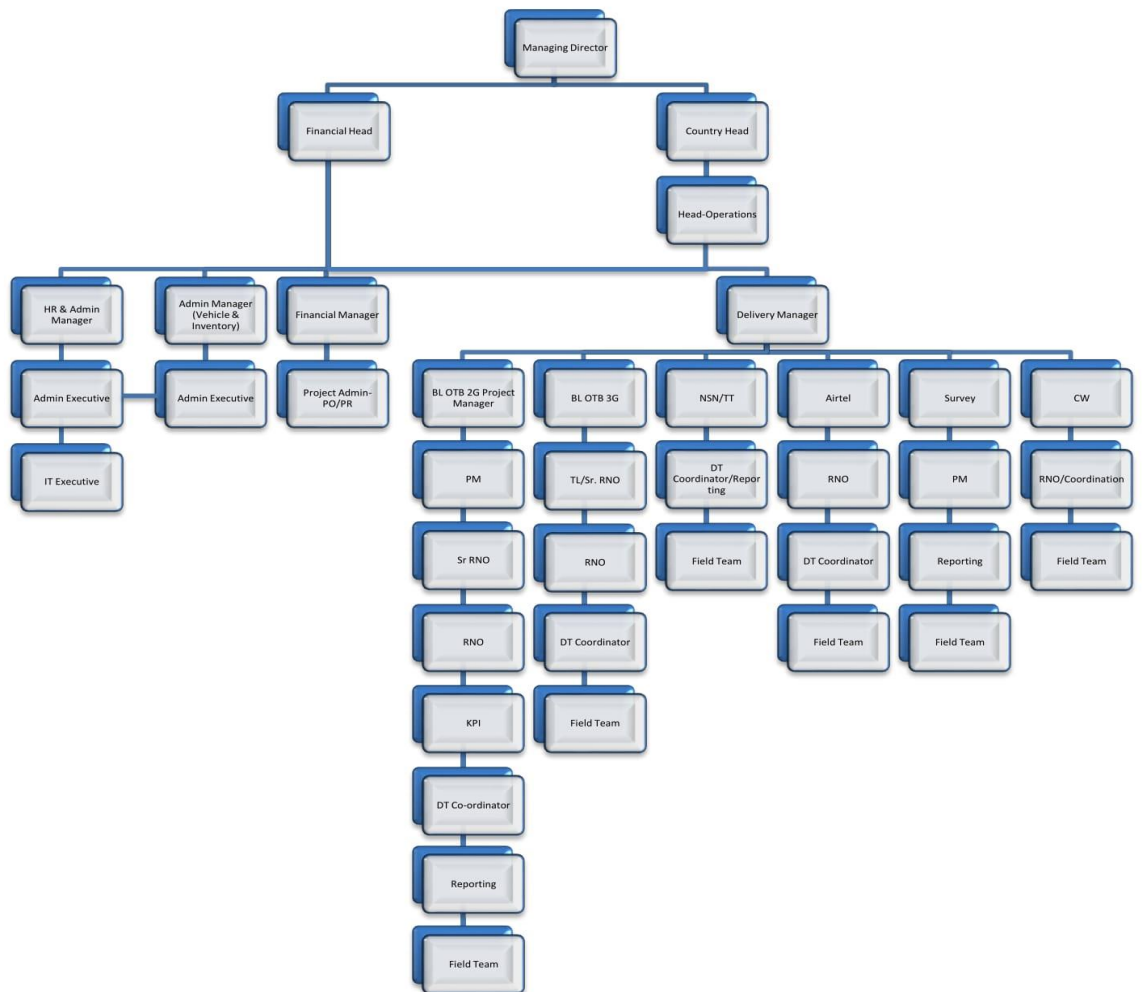 Managing Director
Financial Head
Country Head
Head-Operations
HR & Admin
Manager
Admin Manager
(Vehicle &
Inventory)
Financial Manager
Delivery Manager
Admin Executive
Admin Executive
Project Admin-
PO/PR
BL OTB 2G Project
Manager
BL OTB 3G
NSN/TT
Airtel
Survey
CW
IT Executive
PM
TL/Sr. RNO
DT
Coordinator/Repor
ting
RNO
PM
RNO/Coordination
Sr RNO
RNO
Field Team
DT Coordinator
Reporting
Field Team
RNO
DT Coordinator
Field Team
Field Team
KPI
Field Team
DT Co-ordinator
Reporting
Field Team